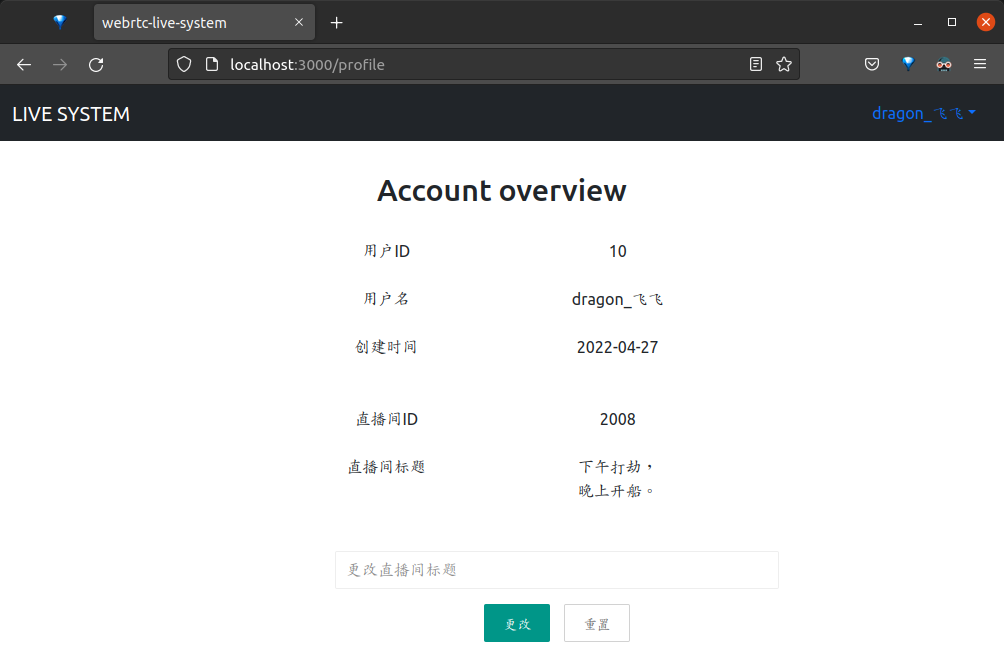 webrtc-live-system
localhost:3000/profile
LIVE SYSTEM
dragon_飞飞
Account overview
用户ID
10
用户名
dragon_飞飞
创建时间
2022-04-27
直播间ID
2008
直播间标题
下午打劫，
晚上开船。
更改直播间标题
更改
重置